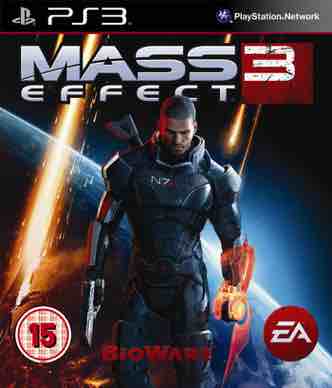 PS3
PlayStation®Network
MASS 3
EFFECT
N7
15
BIOWARE
EA